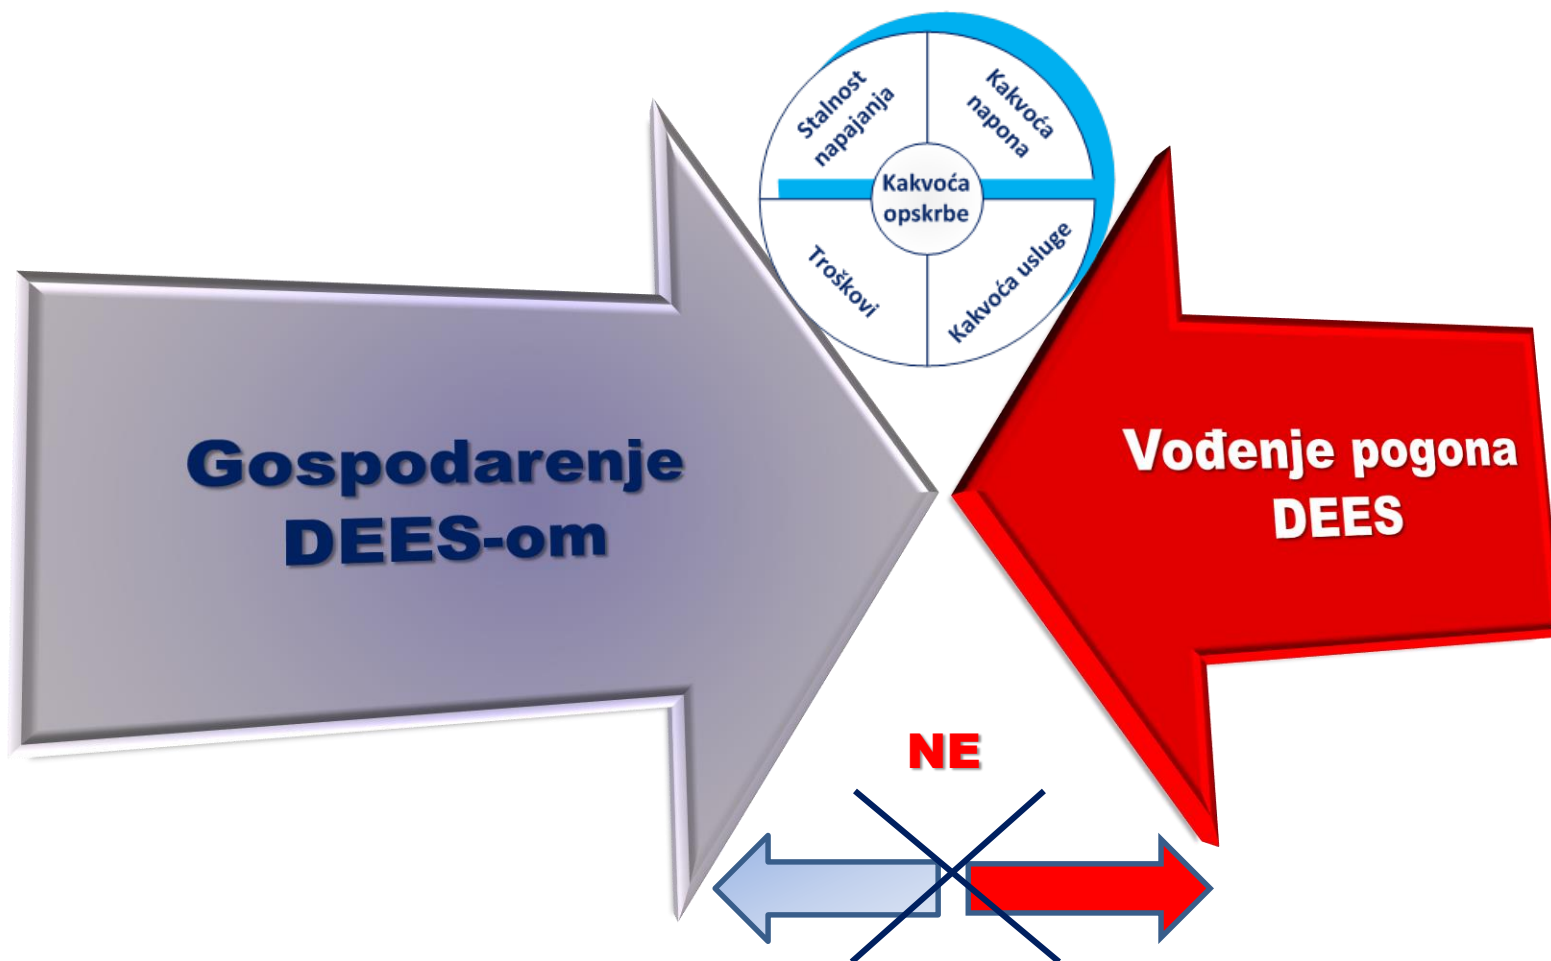 Stalnost
napajanja
Kakvoća
napona
Kakvoća
opskrbe
Troškovi
Kakvoća usluge
Gospodarenje
DEES-om
Vođenje pogona
DEES
NE